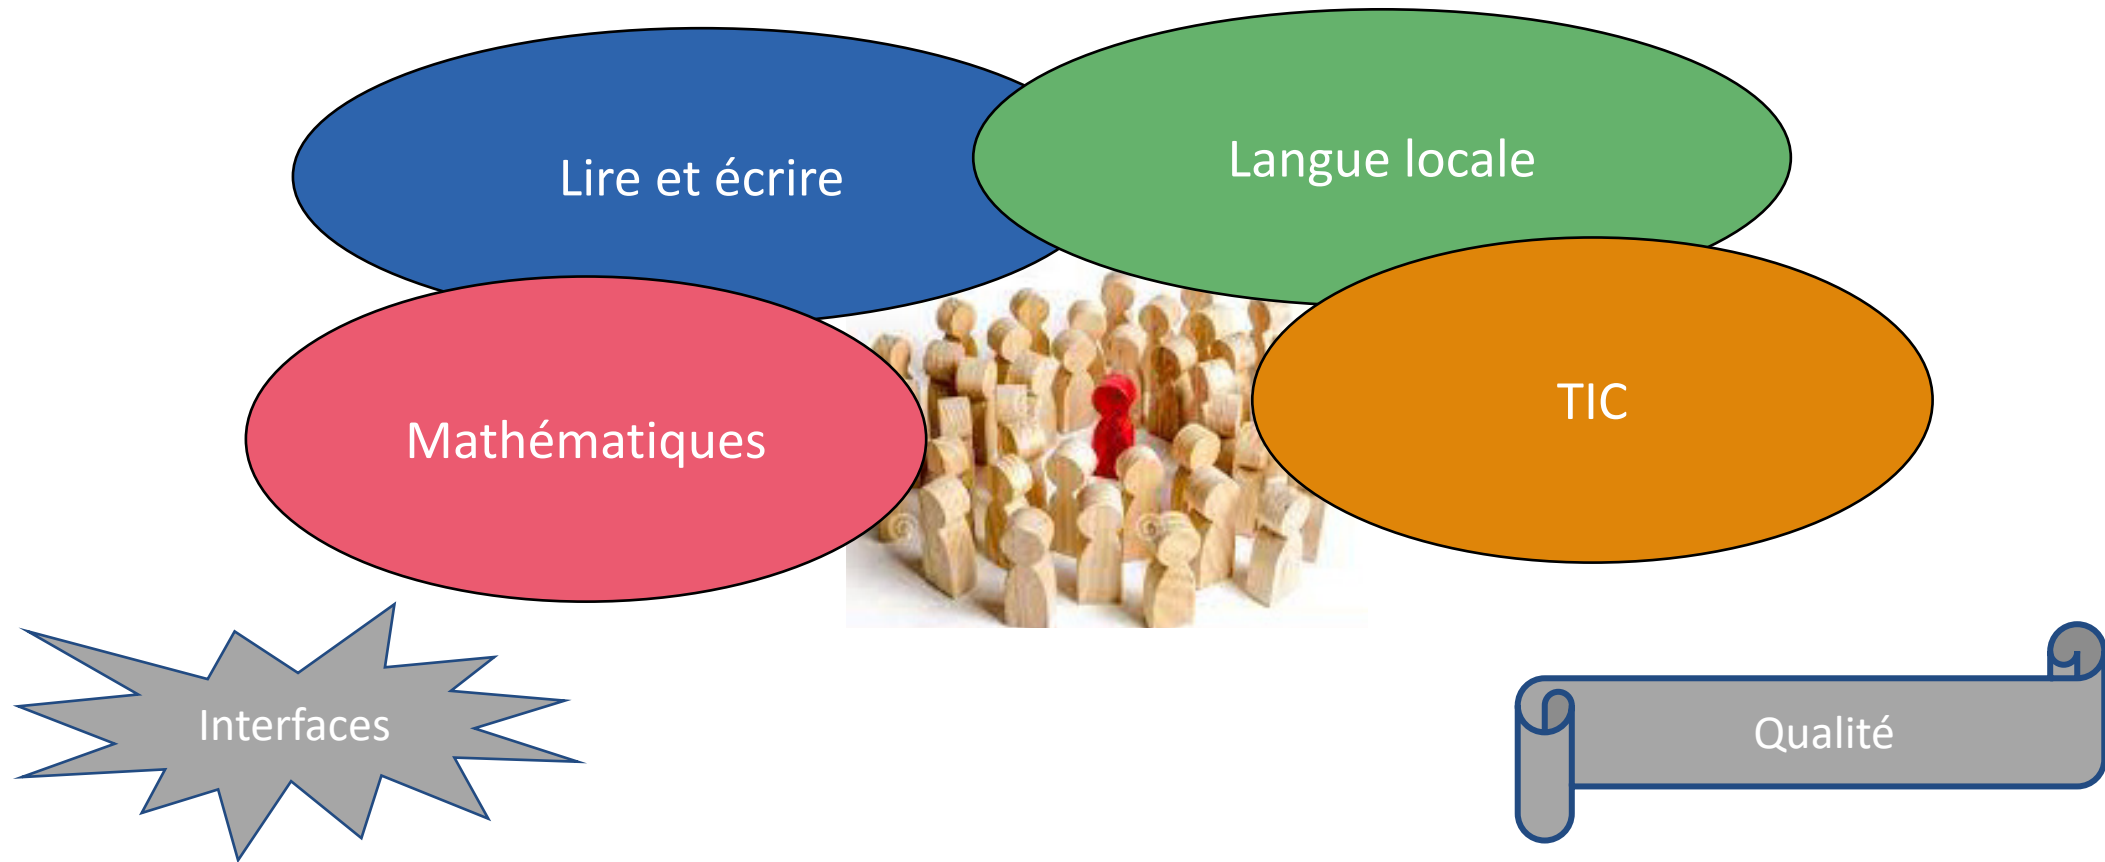 Lire et écrire
Langue locale
Mathématiques
TIC
Interfaces
Qualité